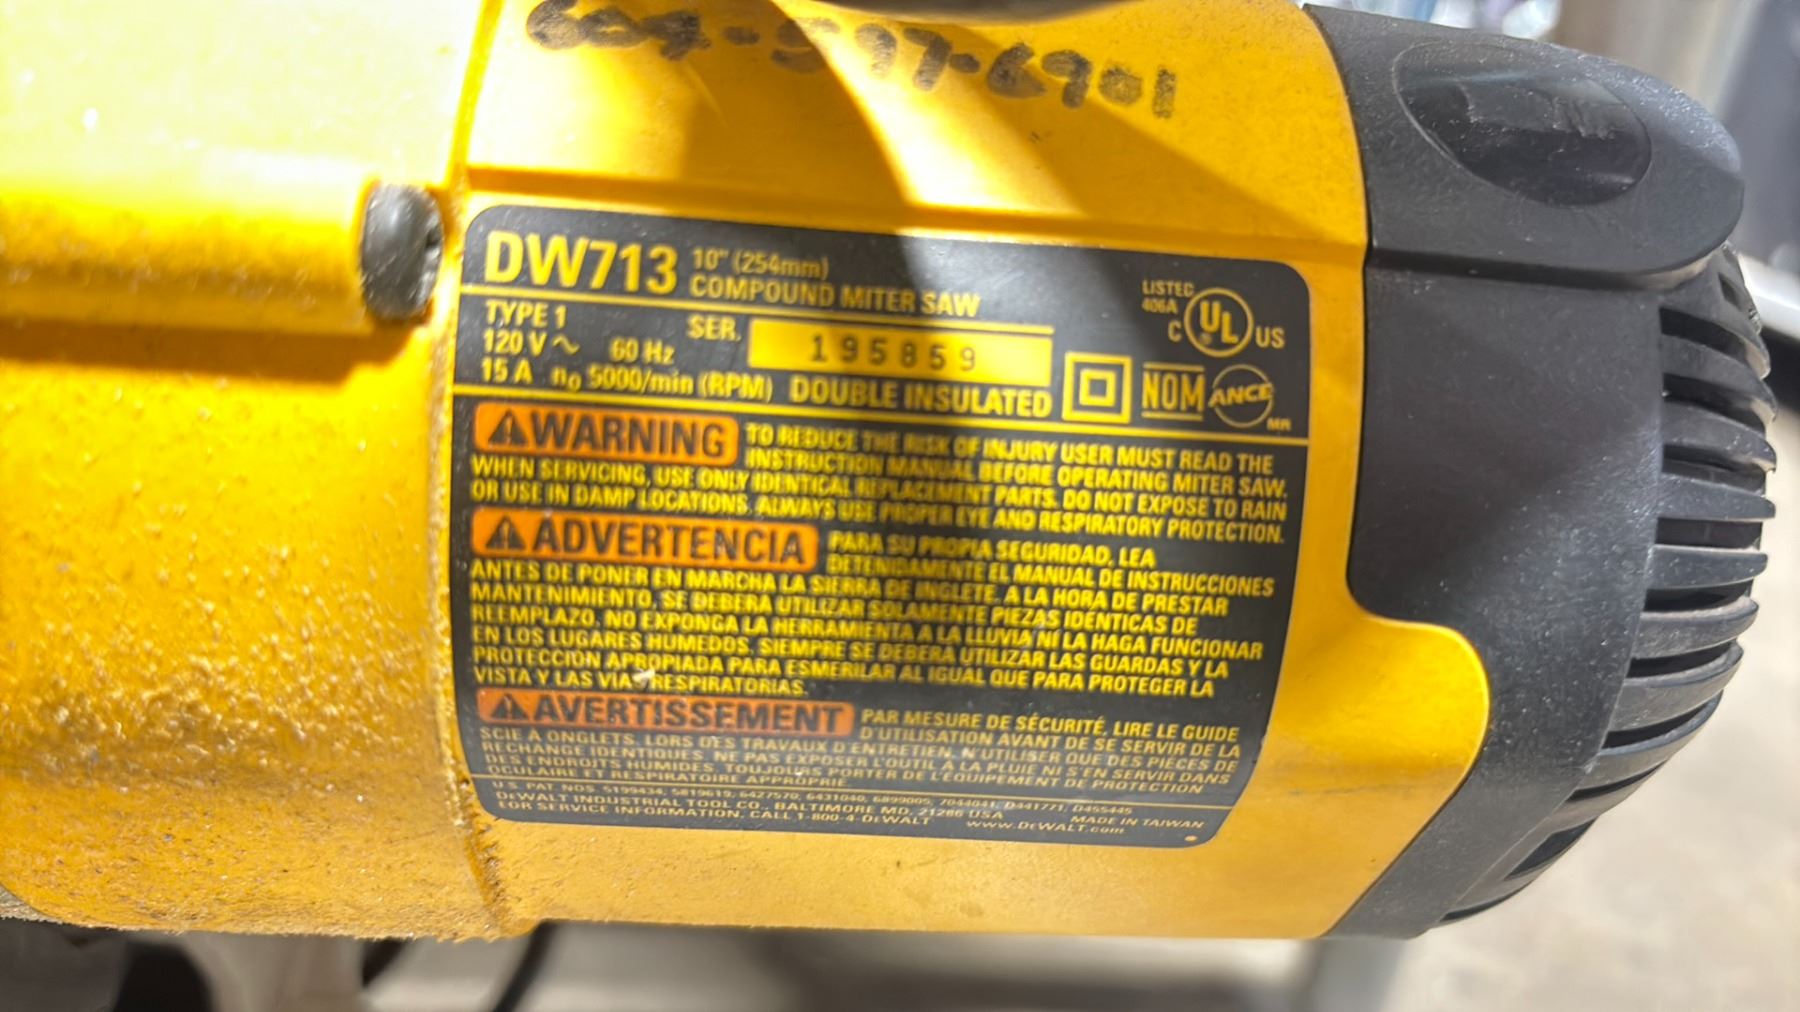 604-597-6901
DW713 10" (254mm)
COMPOUND MITER SAW
LISTED
406A
C UL US
TYPE 1
120 V ~ 60 Hz
SER. 195859
15 A n₀ 5000/min (RPM) DOUBLE INSULATED
NOM ANCE
MR
WARNING TO REDUCE THE RISK OF INJURY USER MUST READ THE
INSTRUCTION MANUAL BEFORE OPERATING MITER SAW.
WHEN SERVICING, USE ONLY IDENTICAL REPLACEMENT PARTS. DO NOT EXPOSE TO RAIN
OR USE IN DAMP LOCATIONS. ALWAYS USE PROPER EYE AND RESPIRATORY PROTECTION.
ADVERTENCIA PARA SU PROPIA SEGURIDAD, LEA
DETENIDAMENTE EL MANUAL DE INSTRUCCIONES
ANTES DE PONER EN MARCHA LA SIERRA DE INGLETE. A LA HORA DE PRESTAR
MANTENIMIENTO, SE DEBERA UTILIZAR SOLAMENTE PIEZAS IDENTICAS DE
REEMPLAZO. NO EXPONGA LA HERRAMIENTA A LA LLUVIA NI LA HAGA FUNCIONAR
EN LOS LUGARES HUMEDOS. SIEMPRE SE DEBERA UTILIZAR LAS GUARDAS Y LA
PROTECCION APROPIADA PARA ESMERILAR AL IGUAL QUE PARA PROTEGER LA
VISTA Y LAS VIAS RESPIRATORIAS.
AVERTISSEMENT PAR MESURE DE SÉCURITÉ, LIRE LE GUIDE
D'UTILISATION AVANT DE SE SERVIR DE LA
SCIE À ONGLETS. LORS DES TRAVAUX D'ENTRETIEN, N'UTILISER QUE DES PIÈCES DE
RECHANGE IDENTIQUES. NE PAS EXPOSER L'OUTIL À LA PLUIE NI S'EN SERVIR DANS
DES ENDROITS HUMIDES. TOUJOURS PORTER DE L'ÉQUIPEMENT DE PROTECTION
OCULAIRE ET RESPIRATOIRE APPROPRIÉ
U.S. PAT. NOS. 5199434, 5819619, 6427570, 6431040, 6899005, 7044041, D441771, D455445
DEWALT INDUSTRIAL TOOL CO., BALTIMORE MD, 21286 USA MADE IN TAIWAN
FOR SERVICE INFORMATION, CALL 1-800-4-DEWALT www.DEWALT.com